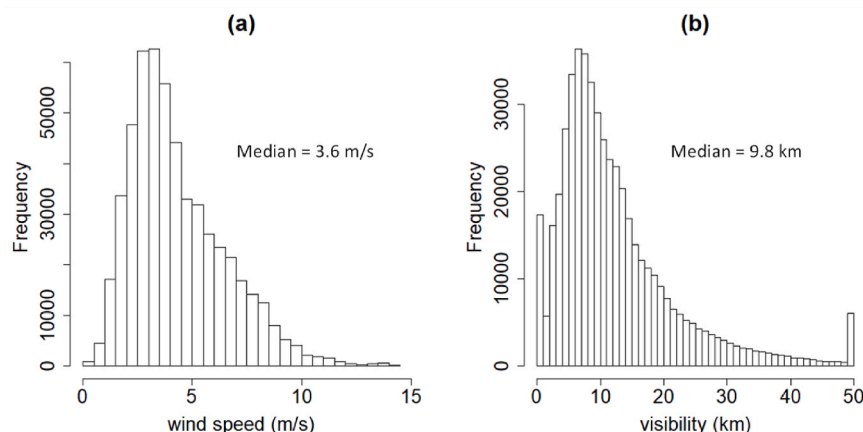 (a)
Frequency
0
10000
30000
50000
Median = 3.6 m/s
0 5 10 15
wind speed (m/s)
(b)
Frequency
0
10000
20000
30000
Median = 9.8 km
0 10 20 30 40 50
visibility (km)